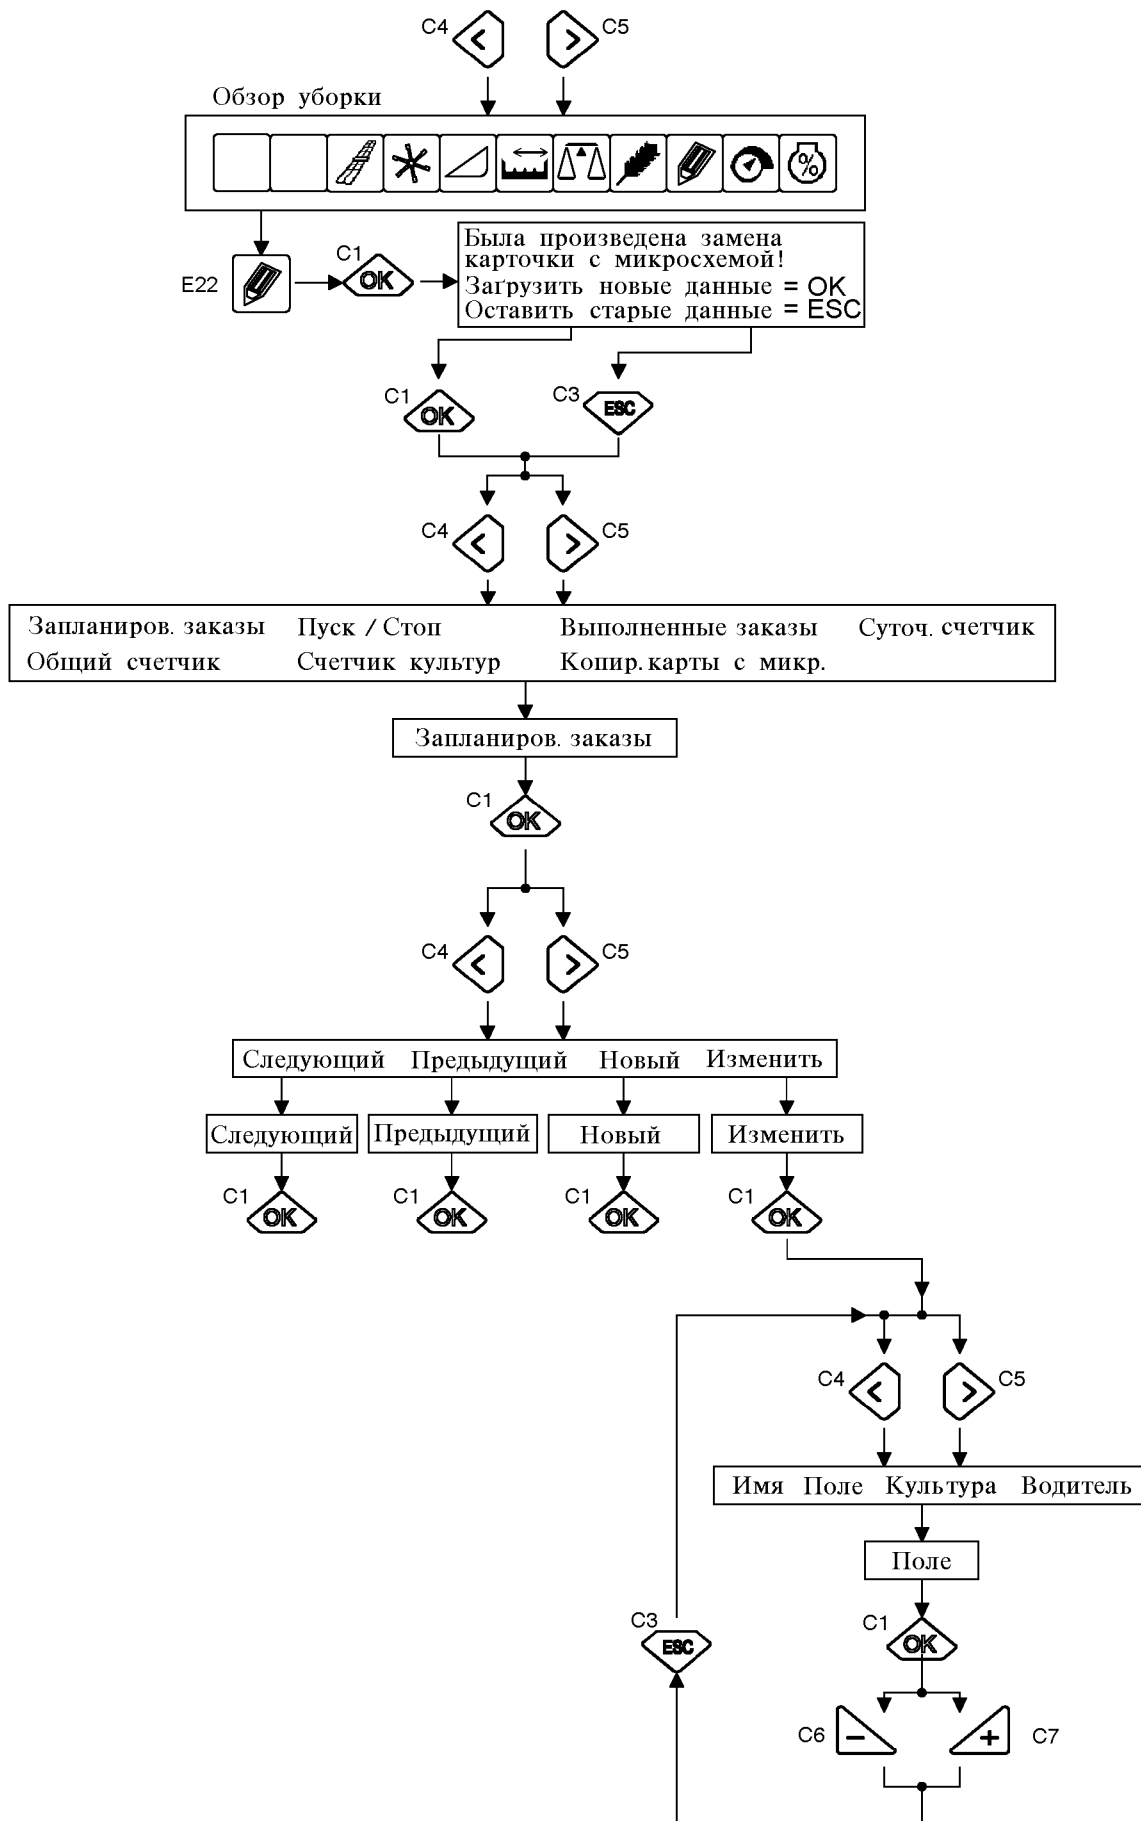 C4 C5
Обзор уборки
%
E22
C1
OK
Была произведена замена
карточки с микросхемой!
Загрузить новые данные = OK
Оставить старые данные = ESC
C1 OK
C3 ESC
C4 C5
Запланиров. заказы Пуск / Стоп Выполненные заказы Суточ. счетчик
Общий счетчик Счетчик культур Копир. карты с микр.
Запланиров. заказы
C1 OK
C4 C5
Следующий Предыдущий Новый Изменить
Следующий Предыдущий Новый Изменить
C1 OK C1 OK C1 OK C1 OK
C4 C5
Имя Поле Культура Водитель
Поле
C3 ESC
C1 OK
C6 − + C7